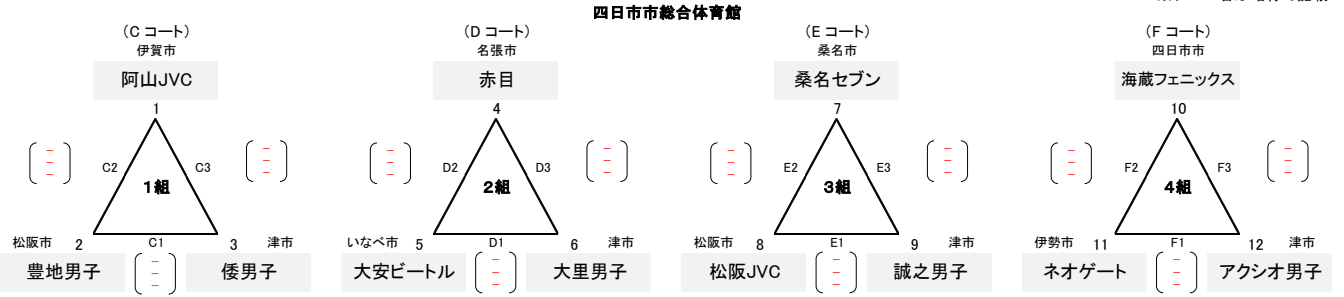 四日市市総合体育館
(Cコート)
伊賀市
阿山JVC
1
C2
C3
1組
松阪市 2 C1 3 津市
豊地男子
倭男子
(Dコート)
名張市
赤目
4
D2
D3
2組
いなべ市 5 D1 6 津市
大安ビートル
大里男子
(Eコート)
桑名市
桑名セブン
7
E2
E3
3組
松阪市 8 E1 9 津市
松阪JVC
誠之男子
(Fコート)
四日市市
海蔵フェニックス
10
F2
F3
4組
伊勢市 11 F1 12 津市
ネオゲート
アクシオ男子